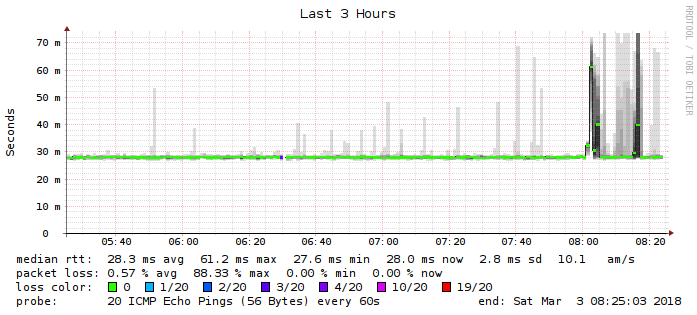 Last 3 Hours
RRDTOOL / TOBI OETIKER
Seconds
70 m
60 m
50 m
40 m
30 m
20 m
10 m
0
05:40 06:00 06:20 06:40 07:00 07:20 07:40 08:00 08:20
median rtt: 28.3 ms avg 61.2 ms max 27.6 ms min 28.0 ms now 2.8 ms sd 10.1 am/s
packet loss: 0.57 % avg 88.33 % max 0.00 % min 0.00 % now
loss color: 0 1/20 2/20 3/20 4/20 10/20 19/20
probe: 20 ICMP Echo Pings (56 Bytes) every 60s end: Sat Mar 3 08:25:03 2018